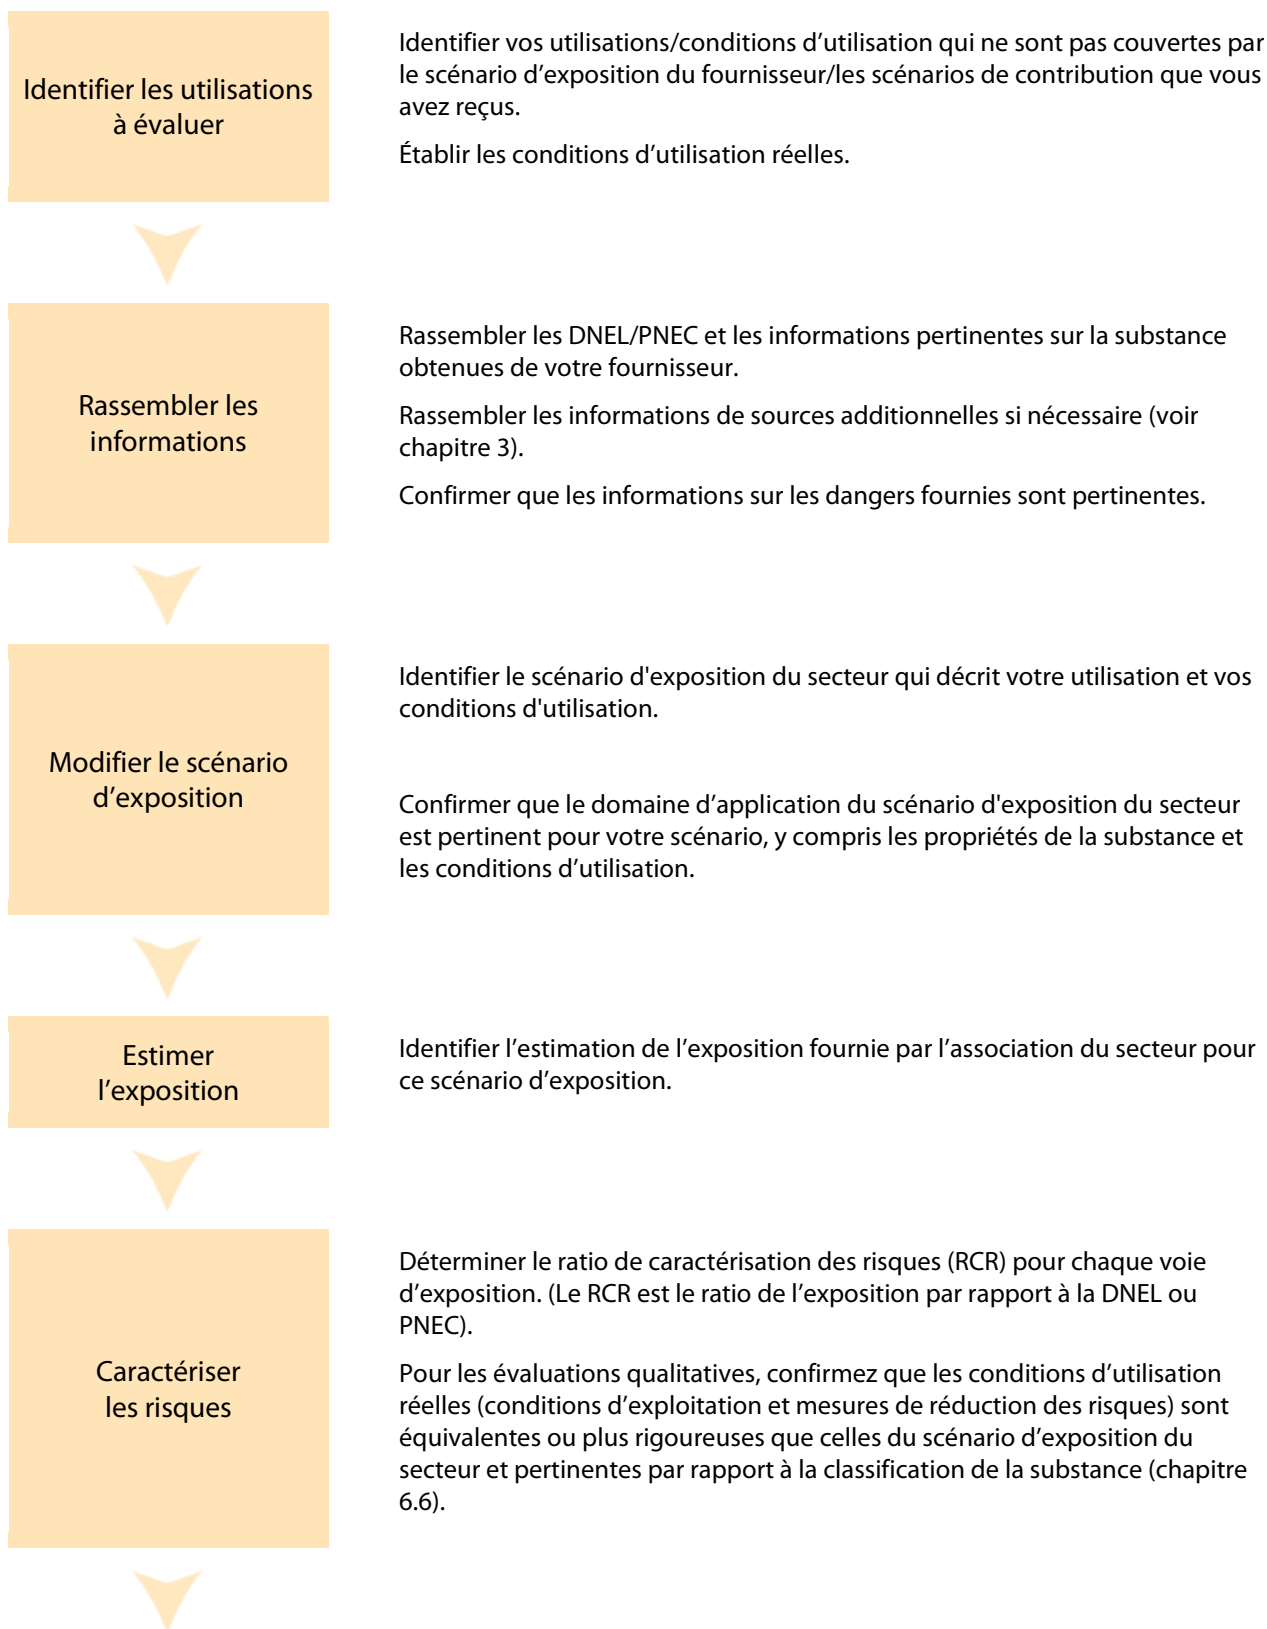 Identifier les utilisations
à évaluer
Identifier vos utilisations/conditions d’utilisation qui ne sont pas couvertes par
le scénario d’exposition du fournisseur/les scénarios de contribution que vous
avez reçus.
Établir les conditions d’utilisation réelles.
Rassembler les
informations
Rassembler les DNEL/PNEC et les informations pertinentes sur la substance
obtenues de votre fournisseur.
Rassembler les informations de sources additionnelles si nécessaire (voir
chapitre 3).
Confirmer que les informations sur les dangers fournies sont pertinentes.
Modifier le scénario
d’exposition
Identifier le scénario d'exposition du secteur qui décrit votre utilisation et vos
conditions d'utilisation.
Confirmer que le domaine d’application du scénario d'exposition du secteur
est pertinent pour votre scénario, y compris les propriétés de la substance et
les conditions d’utilisation.
Estimer
l’exposition
Identifier l’estimation de l’exposition fournie par l’association du secteur pour
ce scénario d’exposition.
Caractériser
les risques
Déterminer le ratio de caractérisation des risques (RCR) pour chaque voie
d’exposition. (Le RCR est le ratio de l’exposition par rapport à la DNEL ou
PNEC).
Pour les évaluations qualitatives, confirmez que les conditions d’utilisation
réelles (conditions d’exploitation et mesures de réduction des risques) sont
équivalentes ou plus rigoureuses que celles du scénario d’exposition du
secteur et pertinentes par rapport à la classification de la substance (chapitre
6.6).